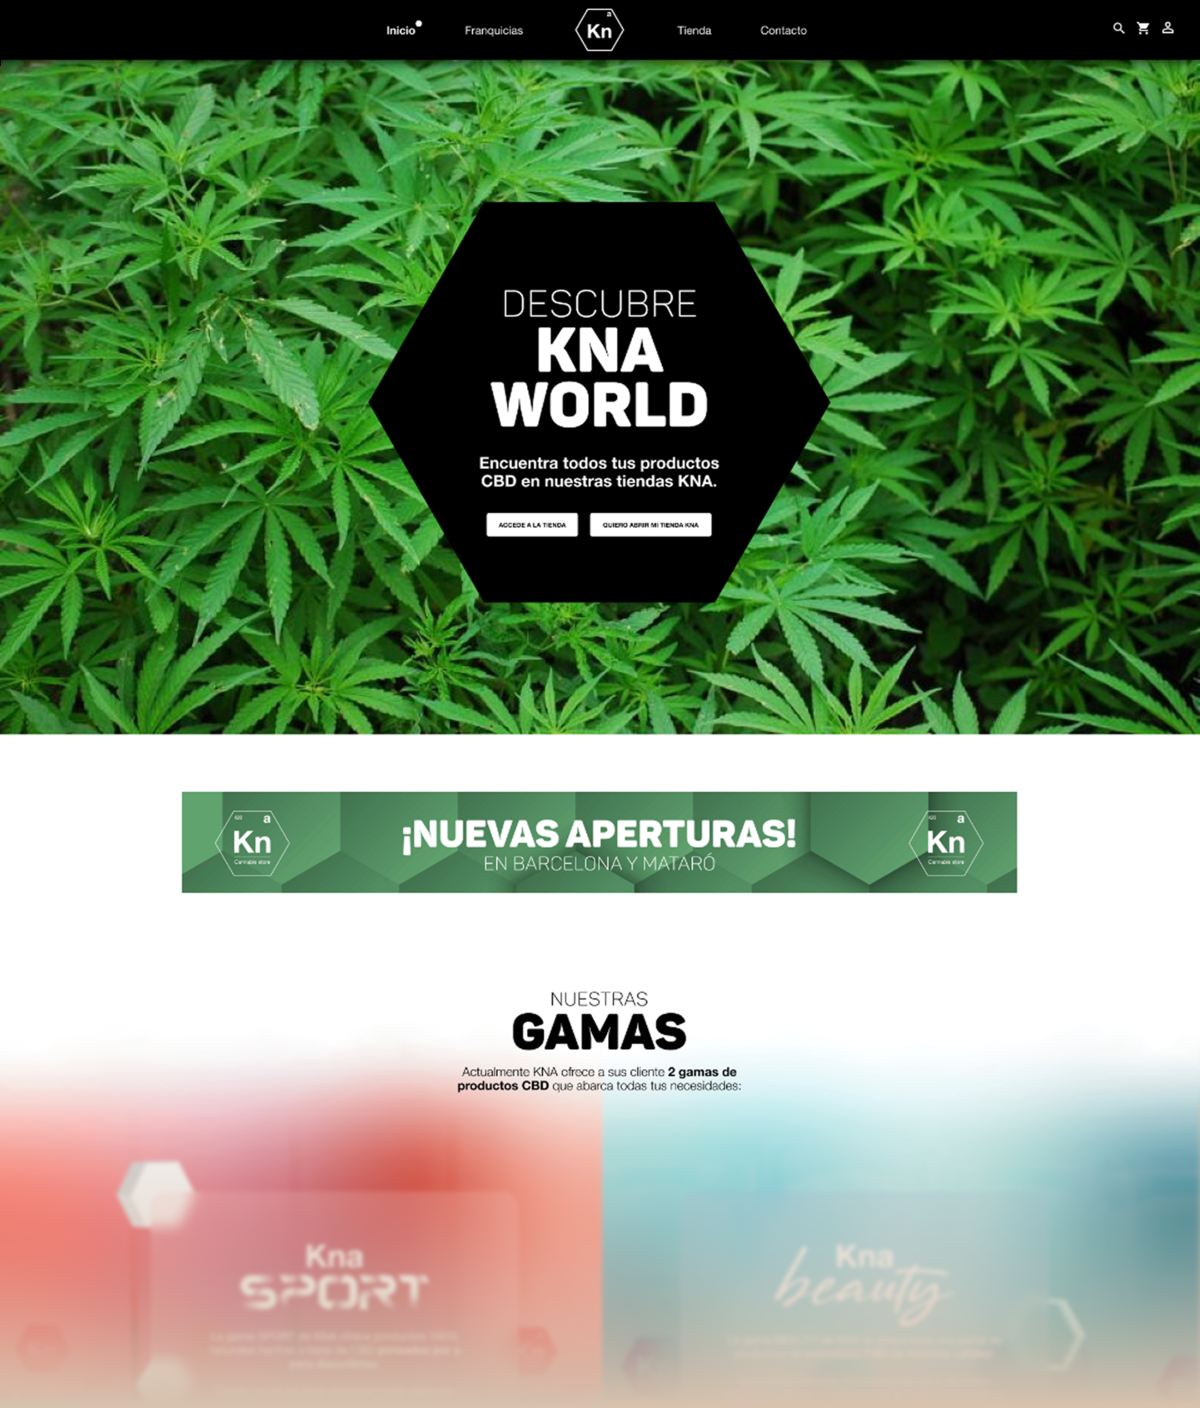 Inicio
Franquicias
Kn
a
Tienda
Contacto
DESCUBRE
KNA
WORLD
Encuentra todos tus productos
CBD en nuestras tiendas KNA.
ACCEDE A LA TIENDA
QUIERO ABRIR MI TIENDA KNA
420
a
Kn
Cannabis store
¡NUEVAS APERTURAS!
EN BARCELONA Y MATARÓ
420
a
Kn
Cannabis store
NUESTRAS
GAMAS
Actualmente KNA ofrece a sus cliente 2 gamas de
productos CBD que abarca todas tus necesidades:
Kna
SPORT
Kna
beauty